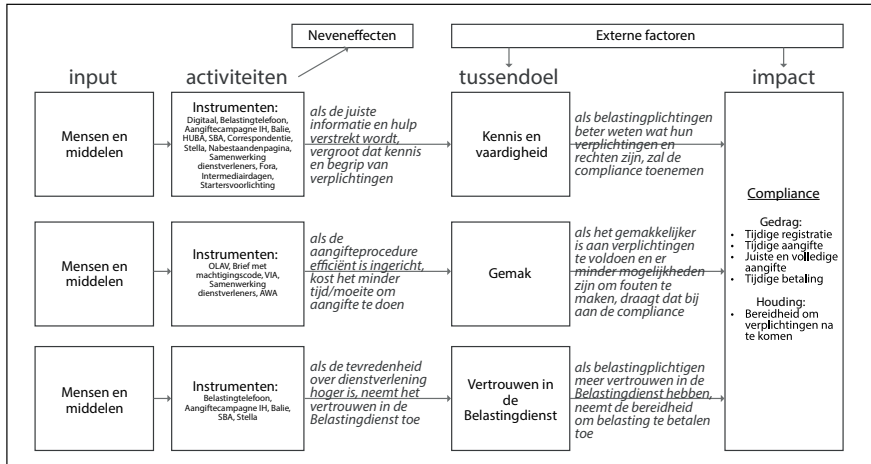 Neveneffecten
Externe factoren
input
activiteiten
tussendoel
impact
Mensen en
middelen
Instrumenten:
Digitaal, Belastingtelefoon,
Aangiftecampagne IH, Balie,
HUBA, SBA, Correspondentie,
Stella, Nabestaandenpagina,
Samenwerking
dienstverleners, Fora,
Intermediairdagen,
Startersvoorlichting
als de juiste
informatie en hulp
verstrekt wordt,
vergroot dat kennis
en begrip van
verplichtingen
Kennis en
vaardigheid
als belastingplichtingen
beter weten wat hun
verplichtingen en
rechten zijn, zal de
compliance toenemen
Mensen en
middelen
Instrumenten:
OLAV, Brief met
machtigingscode, VIA,
Samenwerking
dienstverleners, AWA
als de
aangifteprocedure
efficiënt is ingericht,
kost het minder
tijd/moeite om
aangifte te doen
Gemak
als het gemakkelijker
is aan verplichtingen
te voldoen en er
minder mogelijkheden
zijn om fouten te
maken, draagt dat bij
aan de compliance
Mensen en
middelen
Instrumenten:
Belastingtelefoon,
Aangiftecampagne IH, Balie,
SBA, Stella
als de tevredenheid
over dienstverlening
hoger is, neemt het
vertrouwen in de
Belastingdienst toe
Vertrouwen in
de
Belastingdienst
als belastingplichtigen
meer vertrouwen in de
Belastingdienst hebben,
neemt de bereidheid
om belasting te betalen
toe
Compliance
Gedrag:
• Tijdige registratie
• Tijdige aangifte
• Juiste en volledige
aangifte
• Tijdige betaling
Houding:
• Bereidheid om
verplichtingen na
te komen